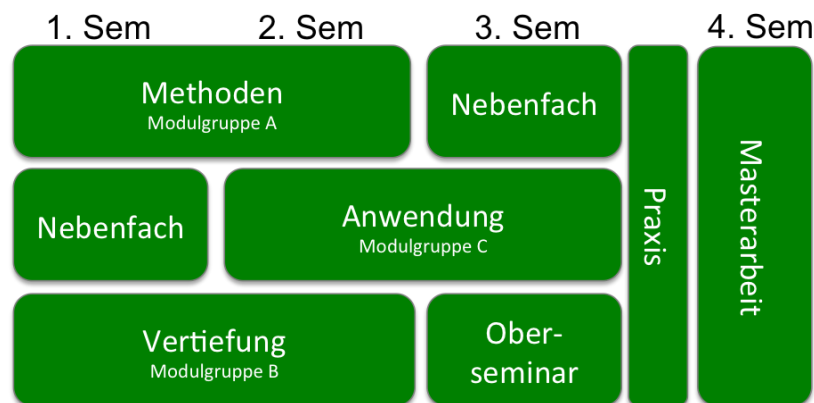 1. Sem
2. Sem
3. Sem
4. Sem
Methoden
Modulgruppe A
Nebenfach
Nebenfach
Anwendung
Modulgruppe C
Vertiefung
Modulgruppe B
Ober-
seminar
Praxis
Masterarbeit